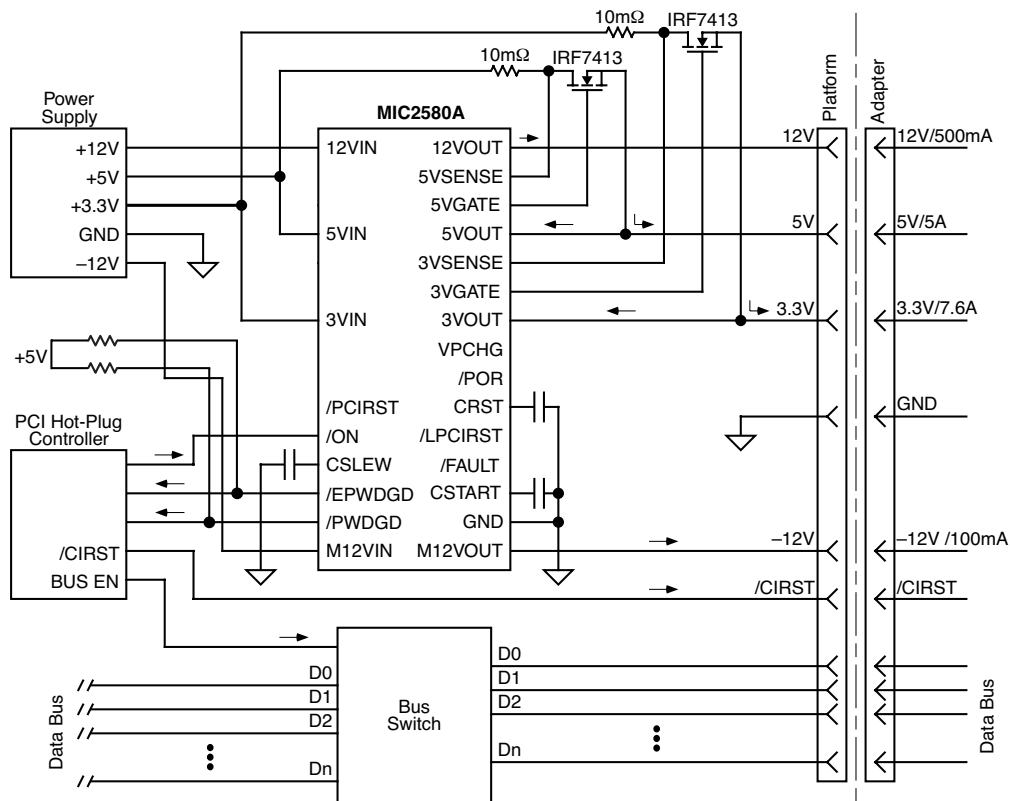 10mΩ
IRF7413
10mΩ
IRF7413
Power
Supply
+12V
+5V
+3.3V
GND
–12V
MIC2580A
12VIN
5VIN
3VIN
/PCIRST
/ON
CSLEW
/EPWDGD
/PWDGD
M12VIN
12VOUT
5VSENSE
5VGATE
5VOUT
3VSENSE
3VGATE
3VOUT
VPCHG
/POR
CRST
/LPCIRST
/FAULT
CSTART
GND
M12VOUT
+5V
PCI Hot-Plug
Controller
/CIRST
BUS EN
Platform
Adapter
12V
12V/500mA
5V
5V/5A
3.3V
3.3V/7.6A
GND
–12V
–12V /100mA
/CIRST
/CIRST
Data Bus
D0
D1
D2
Dn
Bus
Switch
D0
D1
D2
Dn
Data Bus